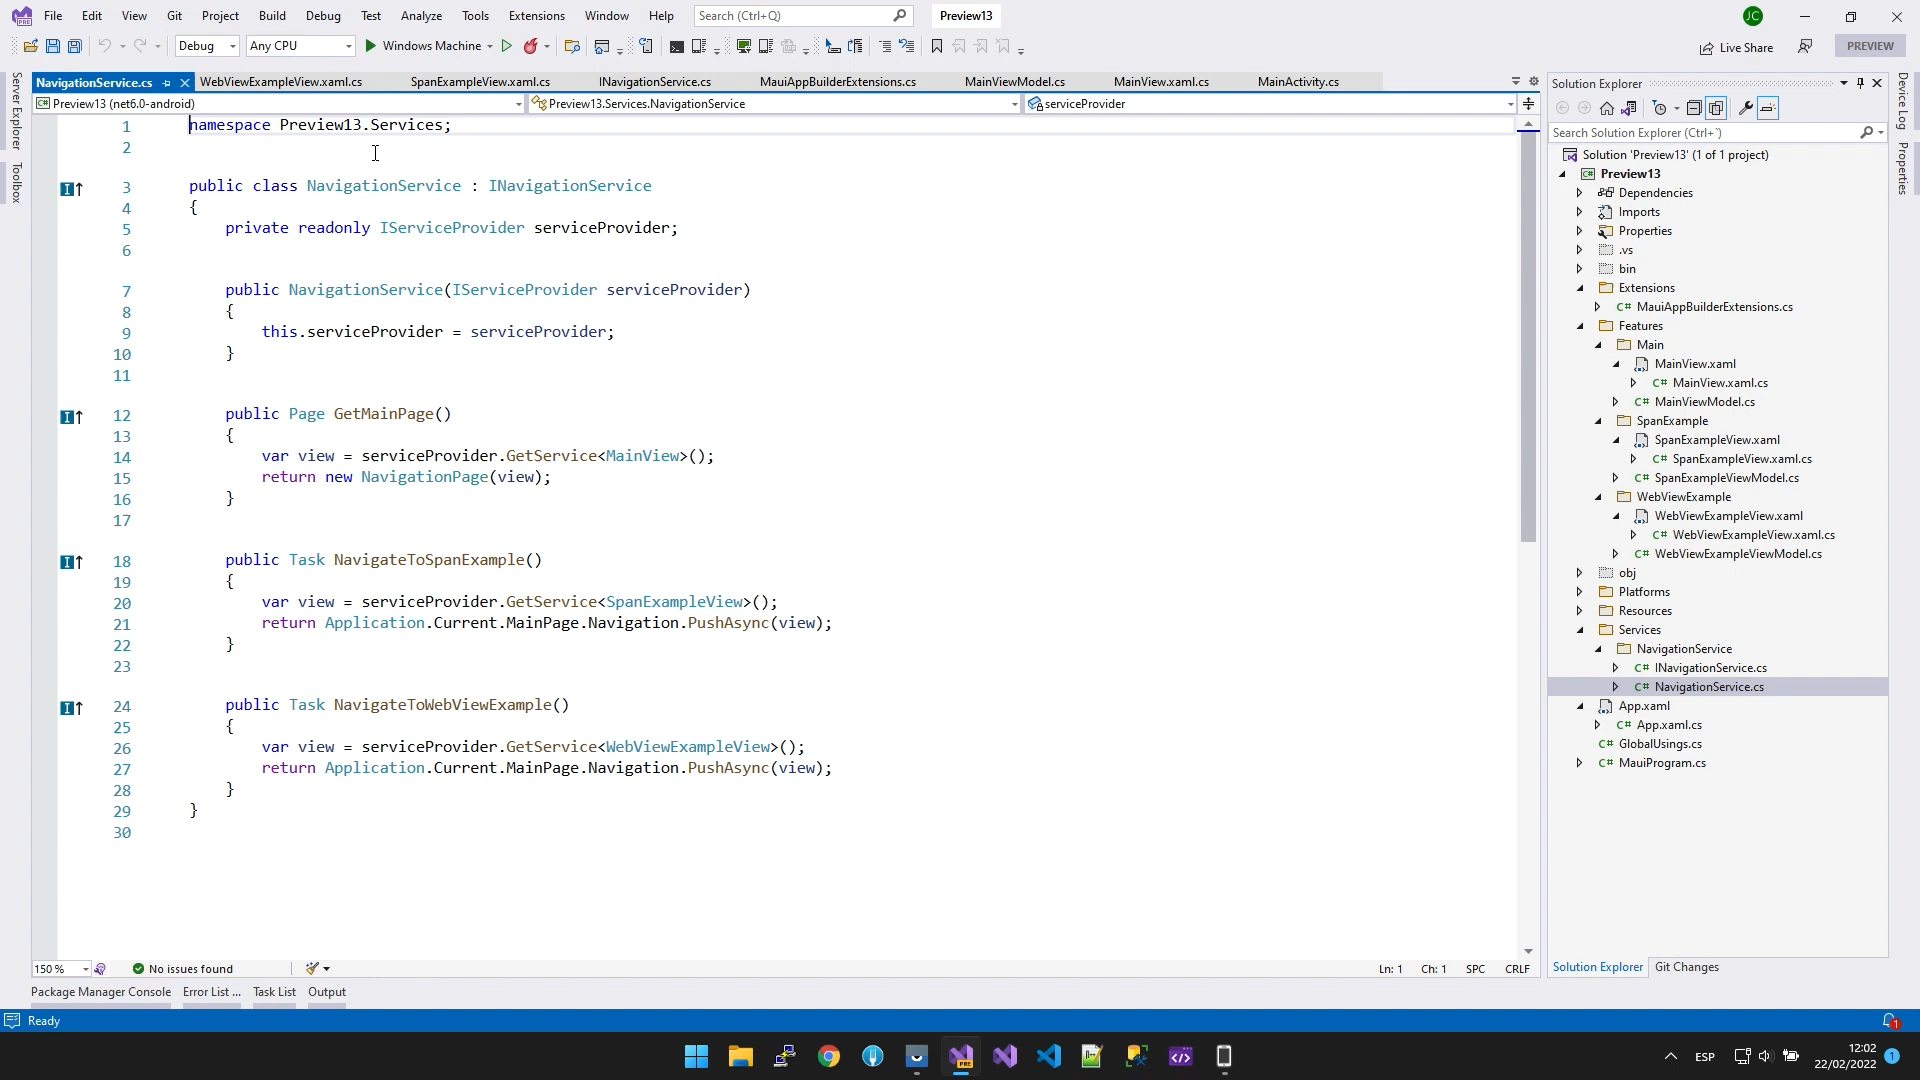 File Edit View Git Project Build Debug Test Analyze Tools Extensions Window Help Search (Ctrl+Q) Preview13 JC
Debug Any CPU Windows Machine Live Share PREVIEW
NavigationService.cs WebViewExampleView.xaml.cs SpanExampleView.xaml.cs INavigationService.cs MauiAppBuilderExtensions.cs MainViewModel.cs MainView.xaml.cs MainActivity.cs
Preview13 (net6.0-android) Preview13.Services.NavigationService serviceProvider
Server Explorer
Toolbox
1 namespace Preview13.Services;
2
3 public class NavigationService : INavigationService
4 {
5 private readonly IServiceProvider serviceProvider;
6
7 public NavigationService(IServiceProvider serviceProvider)
8 {
9 this.serviceProvider = serviceProvider;
10 }
11
12 public Page GetMainPage()
13 {
14 var view = serviceProvider.GetService<MainView>();
15 return new NavigationPage(view);
16 }
17
18 public Task NavigateToSpanExample()
19 {
20 var view = serviceProvider.GetService<SpanExampleView>();
21 return Application.Current.MainPage.Navigation.PushAsync(view);
22 }
23
24 public Task NavigateToWebViewExample()
25 {
26 var view = serviceProvider.GetService<WebViewExampleView>();
27 return Application.Current.MainPage.Navigation.PushAsync(view);
28 }
29 }
30
150 % No issues found Ln: 1 Ch: 1 SPC CRLF
Solution Explorer
Search Solution Explorer (Ctrl+`)
Solution 'Preview13' (1 of 1 project)
Preview13
Dependencies
Imports
Properties
.vs
bin
Extensions
C# MauiAppBuilderExtensions.cs
Features
Main
MainView.xaml
C# MainView.xaml.cs
C# MainViewModel.cs
SpanExample
SpanExampleView.xaml
C# SpanExampleView.xaml.cs
C# SpanExampleViewModel.cs
WebViewExample
WebViewExampleView.xaml
C# WebViewExampleView.xaml.cs
C# WebViewExampleViewModel.cs
obj
Platforms
Resources
Services
NavigationService
C# INavigationService.cs
C# NavigationService.cs
App.xaml
C# App.xaml.cs
C# GlobalUsings.cs
C# MauiProgram.cs
Solution Explorer Git Changes
Device Log
Properties
Package Manager Console Error List ... Task List Output
Ready 1
PRE
ESP 12:02
22/02/2022 1